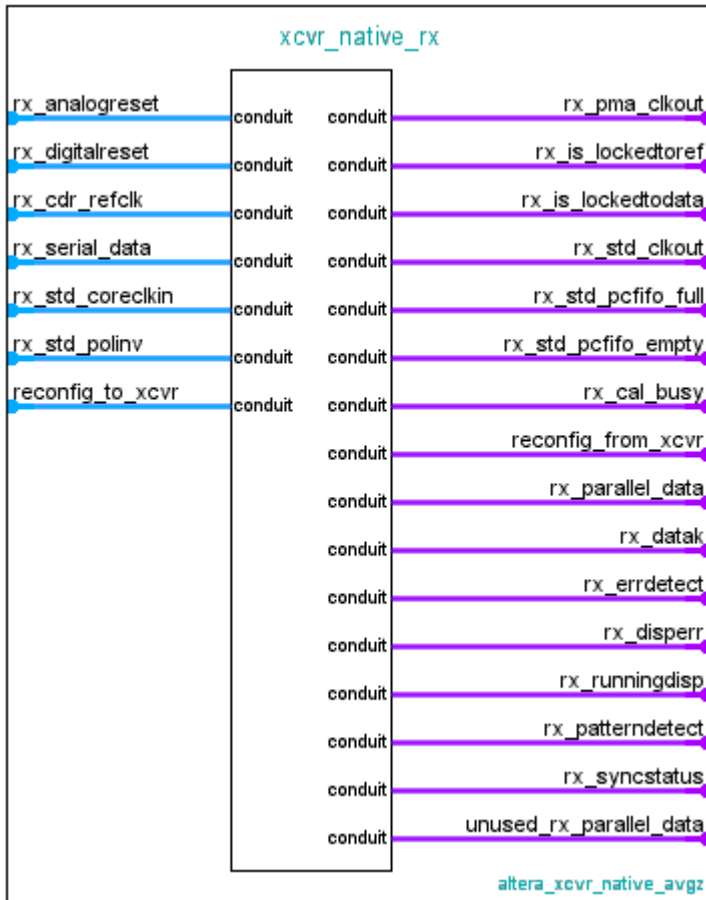 xcvr_native_rx
rx_analogreset conduit conduit rx_pma_clkout
rx_digitalreset conduit conduit rx_is_lockedtoref
rx_cdr_refclk conduit conduit rx_is_lockedtodata
rx_serial_data conduit conduit rx_std_clkout
rx_std_coreclkin conduit conduit rx_std_pcfifo_full
rx_std_polinv conduit conduit rx_std_pcfifo_empty
reconfig_to_xcvr conduit conduit rx_cal_busy
conduit reconfig_from_xcvr
conduit rx_parallel_data
conduit rx_datak
conduit rx_errdetect
conduit rx_disperr
conduit rx_runningdisp
conduit rx_patterndetect
conduit rx_syncstatus
conduit unused_rx_parallel_data
altera_xcvr_native_avgz